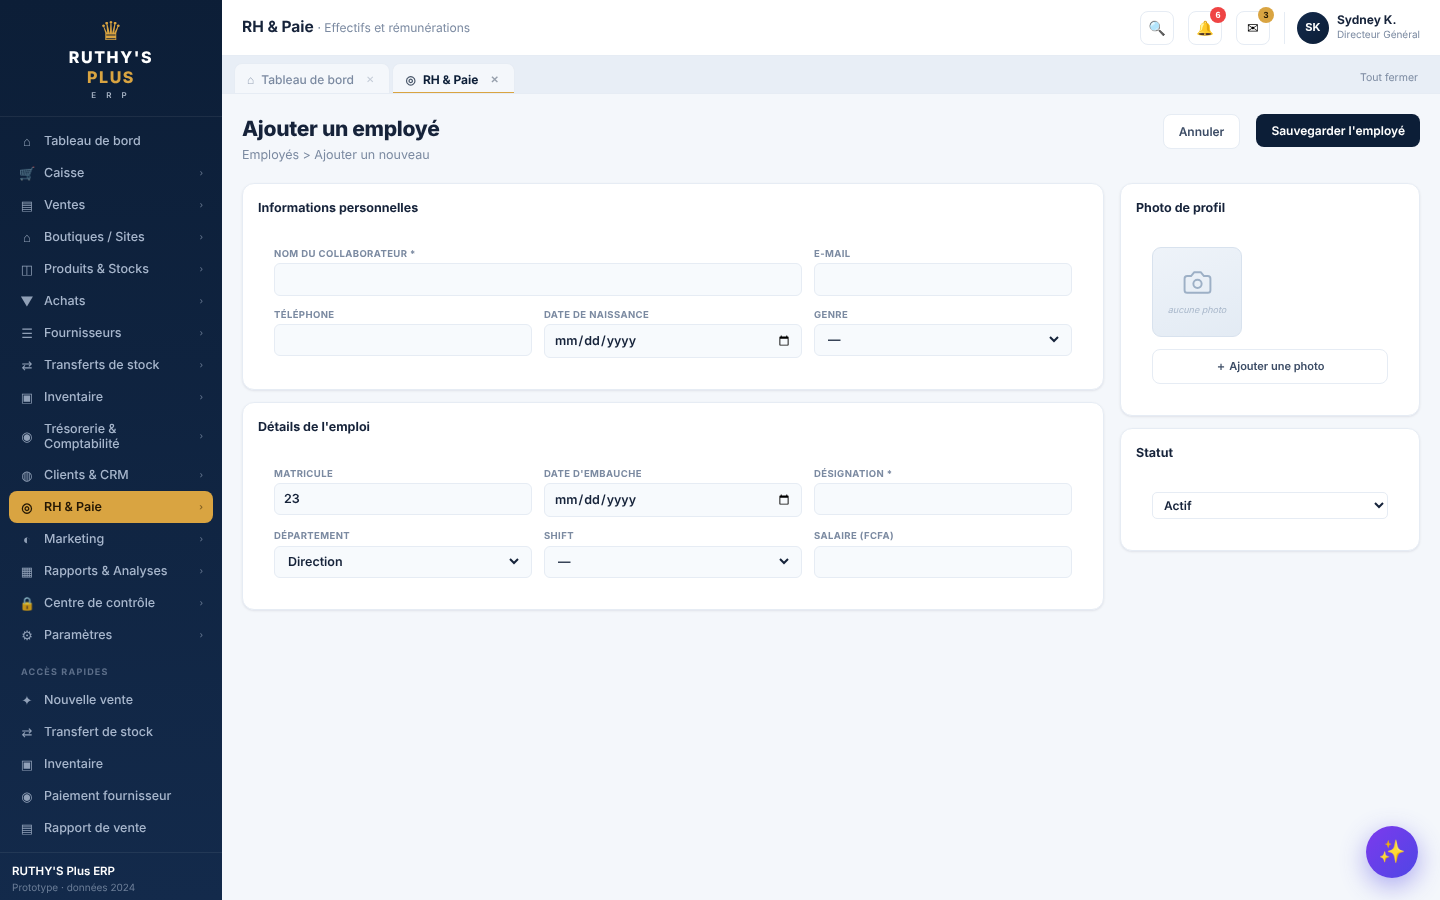 RUTHY'S
PLUS
ERP
Tableau de bord
Caisse
Ventes
Boutiques / Sites
Produits & Stocks
Achats
Fournisseurs
Transferts de stock
Inventaire
Trésorerie &
Comptabilité
Clients & CRM
RH & Paie
Marketing
Rapports & Analyses
Centre de contrôle
Paramètres
ACCÈS RAPIDES
Nouvelle vente
Transfert de stock
Inventaire
Paiement fournisseur
Rapport de vente
RUTHY'S Plus ERP
Prototype · données 2024
RH & Paie · Effectifs et rémunérations
6
3
SK
Sydney K.
Directeur Général
Tableau de bord ×
RH & Paie ×
Tout fermer
Ajouter un employé
Employés > Ajouter un nouveau
Annuler
Sauvegarder l'employé
Informations personnelles
NOM DU COLLABORATEUR *
E-MAIL
TÉLÉPHONE
DATE DE NAISSANCE
GENRE
mm/dd/yyyy
—
Détails de l'emploi
MATRICULE
DATE D'EMBAUCHE
DÉSIGNATION *
23
mm/dd/yyyy
DÉPARTEMENT
SHIFT
SALAIRE (FCFA)
Direction
—
Photo de profil
aucune photo
+ Ajouter une photo
Statut
Actif